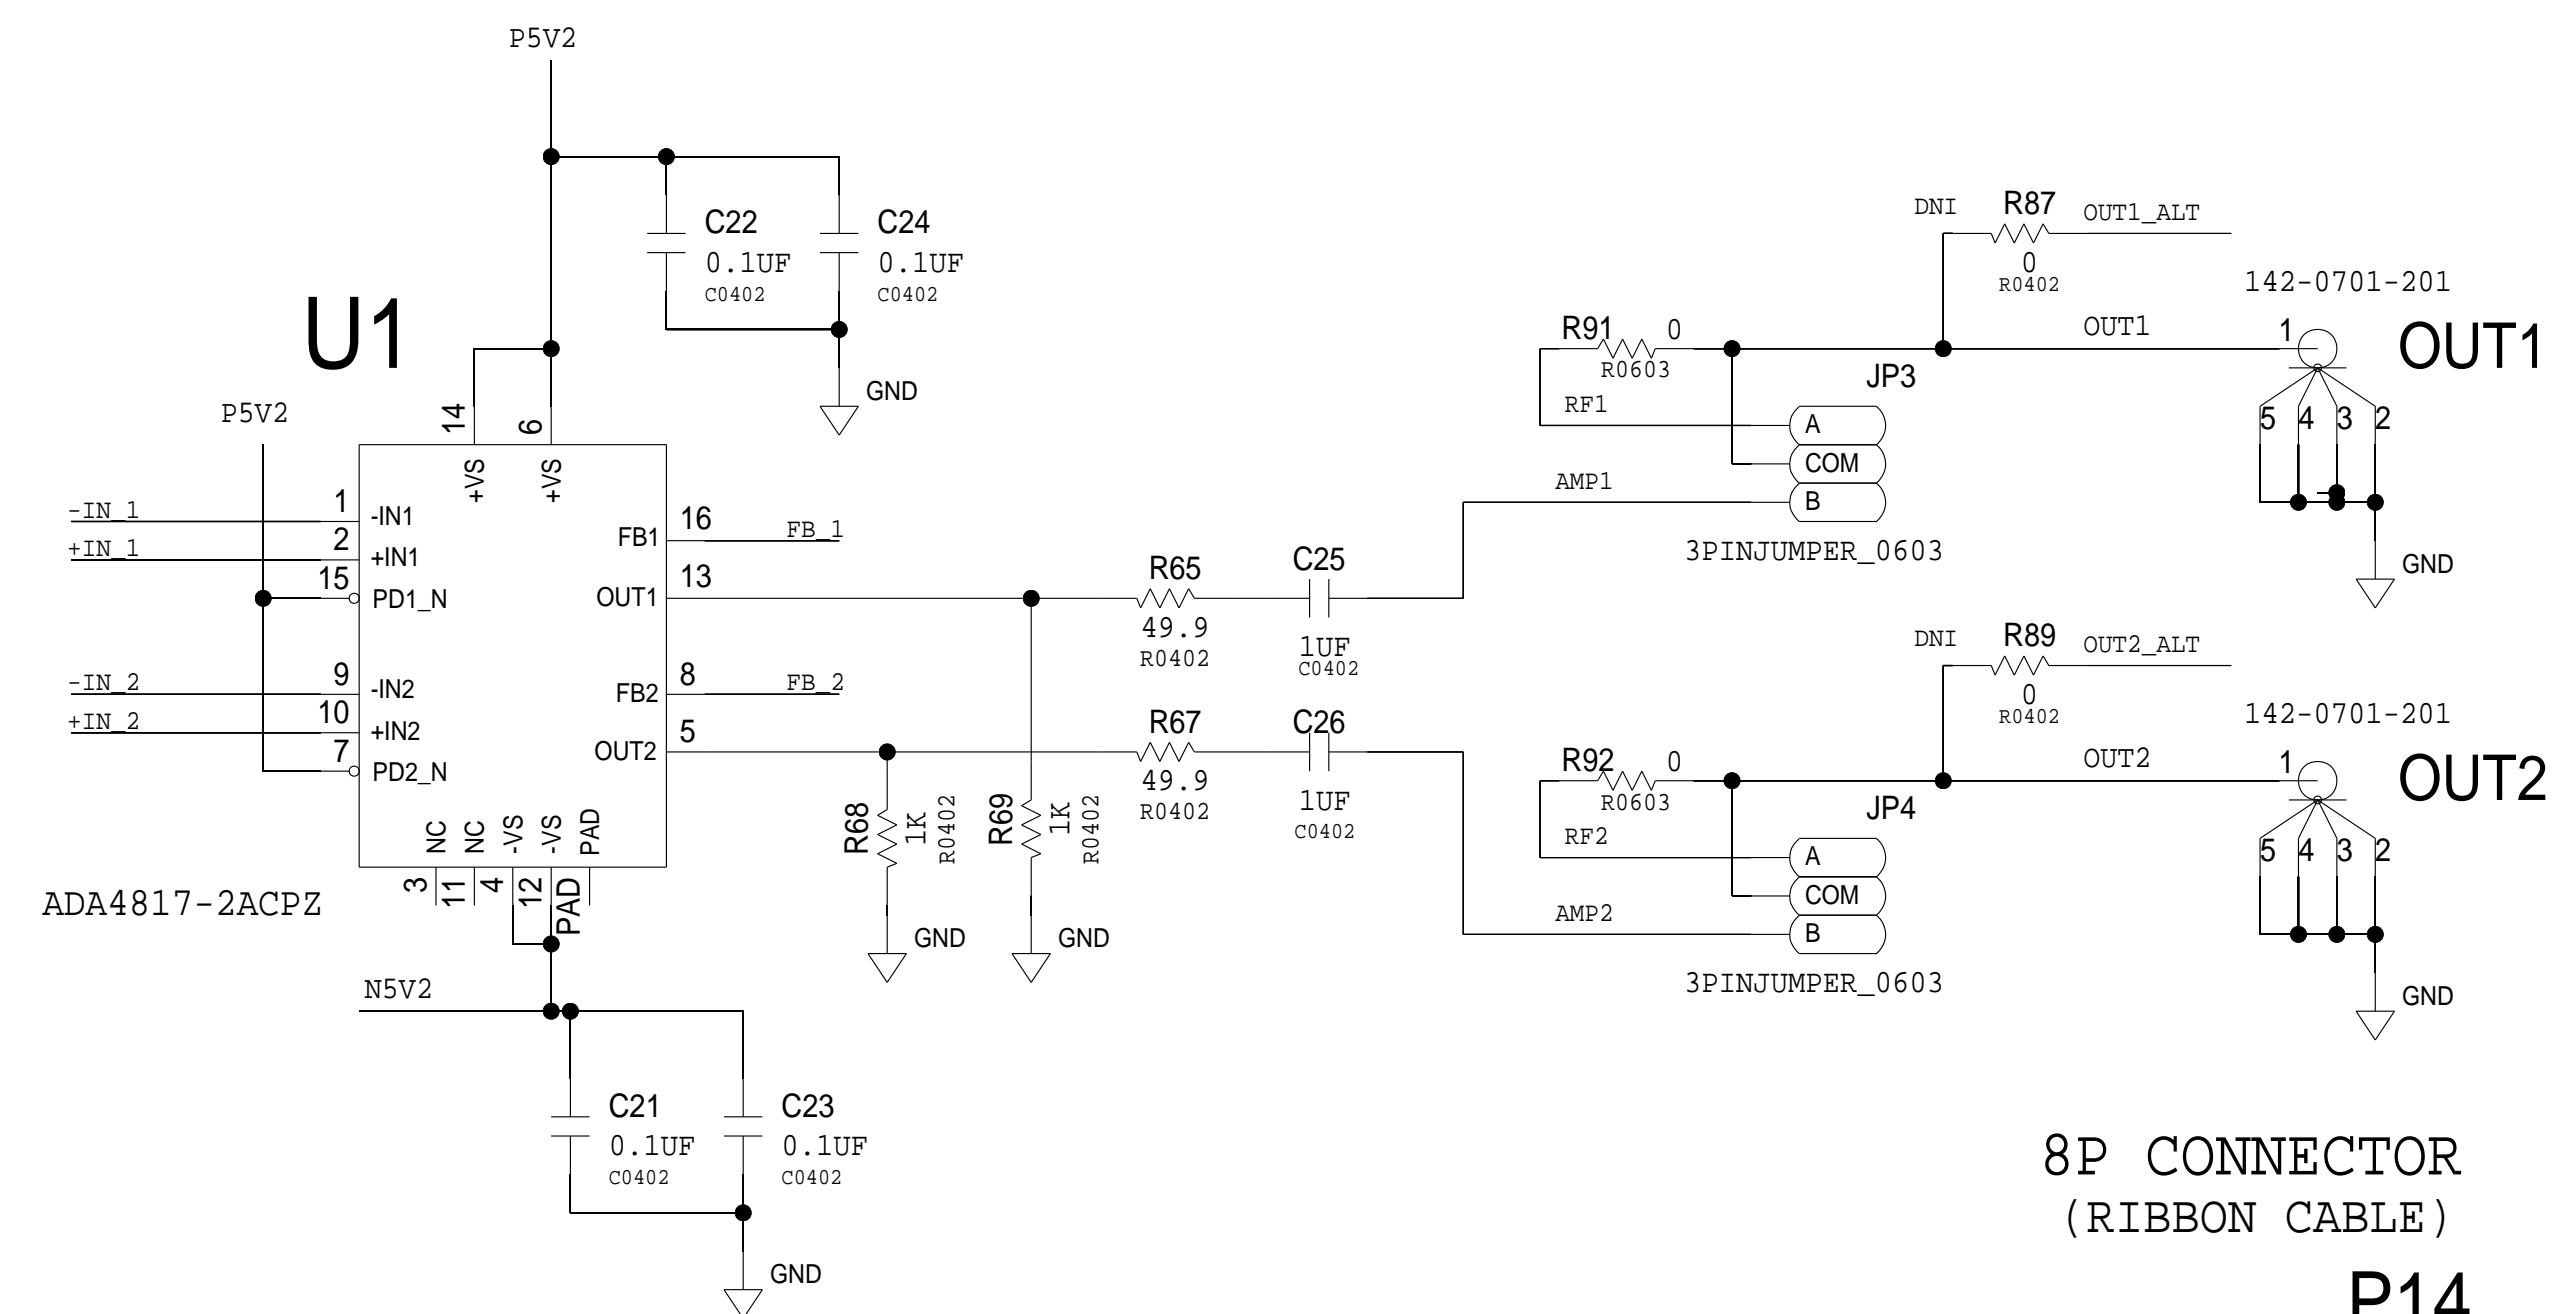 P5V2
C22
0.1UF
C0402
C24
0.1UF
C0402
GND
U1
P5V2
14
6
+VS
+VS
-IN_1
1
-IN1
+IN_1
2
+IN1
15
PD1_N
-IN_2
9
-IN2
+IN_2
10
+IN2
7
PD2_N
FB1
16
FB_1
OUT1
13
FB2
8
FB_2
OUT2
5
NC
NC
-VS
-VS
PAD
3
11
4
12
PAD
ADA4817-2ACPZ
N5V2
C21
0.1UF
C0402
C23
0.1UF
C0402
GND
R68
1K
R0402
GND
R69
1K
R0402
GND
R65
49.9
R0402
C25
1UF
C0402
R67
49.9
R0402
C26
1UF
C0402
DNI
R87
OUT1_ALT
0
R0402
142-0701-201
R91
0
R0603
OUT1
1
OUT1
JP3
RF1
A
COM
AMP1
B
3PINJUMPER_0603
5
4
3
2
GND
DNI
R89
OUT2_ALT
0
R0402
142-0701-201
R92
0
R0603
OUT2
1
OUT2
JP4
RF2
A
COM
AMP2
B
3PINJUMPER_0603
5
4
3
2
GND
8P CONNECTOR
(RIBBON CABLE)
P14